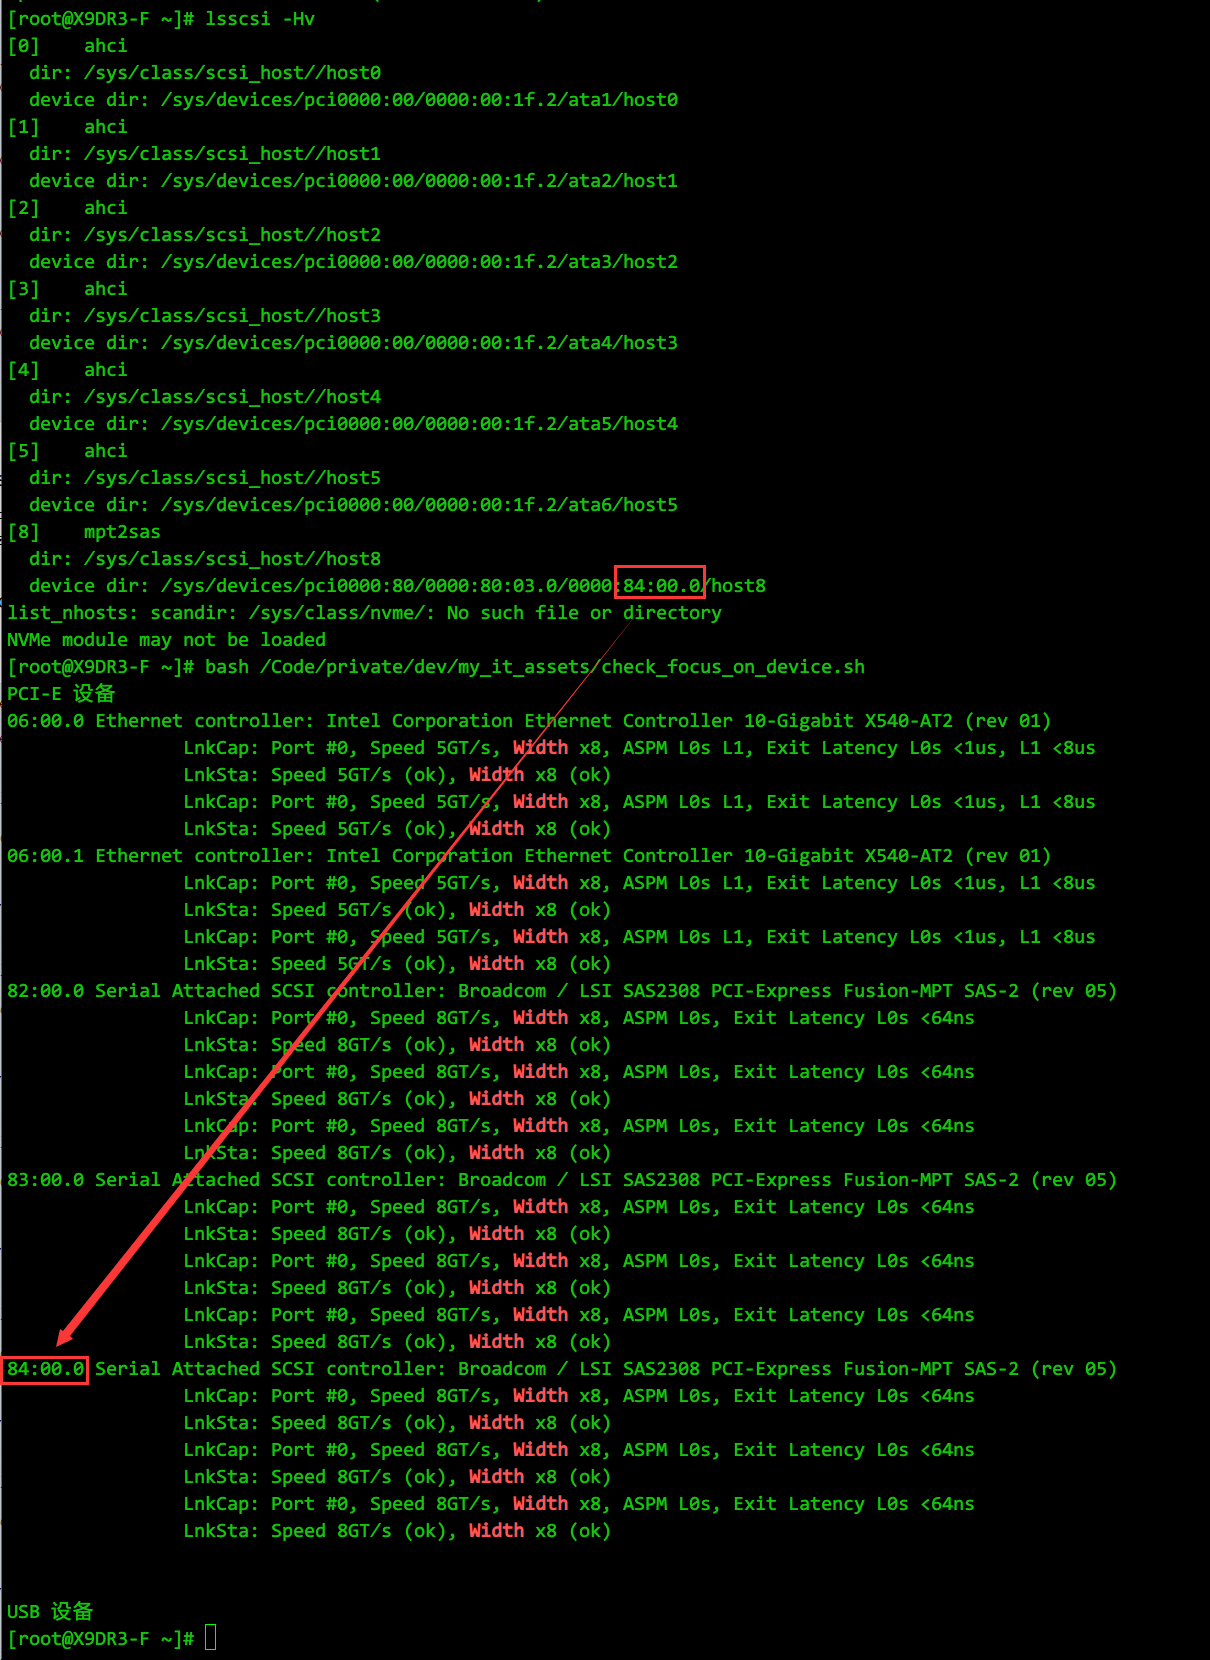 [root@X9DR3-F ~]# lsscsi -Hv
[0]    ahci
  dir: /sys/class/scsi_host//host0
  device dir: /sys/devices/pci0000:00/0000:00:1f.2/ata1/host0
[1]    ahci
  dir: /sys/class/scsi_host//host1
  device dir: /sys/devices/pci0000:00/0000:00:1f.2/ata2/host1
[2]    ahci
  dir: /sys/class/scsi_host//host2
  device dir: /sys/devices/pci0000:00/0000:00:1f.2/ata3/host2
[3]    ahci
  dir: /sys/class/scsi_host//host3
  device dir: /sys/devices/pci0000:00/0000:00:1f.2/ata4/host3
[4]    ahci
  dir: /sys/class/scsi_host//host4
  device dir: /sys/devices/pci0000:00/0000:00:1f.2/ata5/host4
[5]    ahci
  dir: /sys/class/scsi_host//host5
  device dir: /sys/devices/pci0000:00/0000:00:1f.2/ata6/host5
[8]    mpt2sas
  dir: /sys/class/scsi_host//host8
  device dir: /sys/devices/pci0000:80/0000:80:03.0/0000:84:00.0/host8
list_nhosts: scandir: /sys/class/nvme/: No such file or directory
NVMe module may not be loaded
[root@X9DR3-F ~]# bash /Code/private/dev/my_it_assets/check_focus_on_device.sh
PCI-E 设备
06:00.0 Ethernet controller: Intel Corporation Ethernet Controller 10-Gigabit X540-AT2 (rev 01)
                LnkCap: Port #0, Speed 5GT/s, Width x8, ASPM L0s L1, Exit Latency L0s <1us, L1 <8us
                LnkSta: Speed 5GT/s (ok), Width x8 (ok)
                LnkCap: Port #0, Speed 5GT/s, Width x8, ASPM L0s L1, Exit Latency L0s <1us, L1 <8us
                LnkSta: Speed 5GT/s (ok), Width x8 (ok)
06:00.1 Ethernet controller: Intel Corporation Ethernet Controller 10-Gigabit X540-AT2 (rev 01)
                LnkCap: Port #0, Speed 5GT/s, Width x8, ASPM L0s L1, Exit Latency L0s <1us, L1 <8us
                LnkSta: Speed 5GT/s (ok), Width x8 (ok)
                LnkCap: Port #0, Speed 5GT/s, Width x8, ASPM L0s L1, Exit Latency L0s <1us, L1 <8us
                LnkSta: Speed 5GT/s (ok), Width x8 (ok)
82:00.0 Serial Attached SCSI controller: Broadcom / LSI SAS2308 PCI-Express Fusion-MPT SAS-2 (rev 05)
                LnkCap: Port #0, Speed 8GT/s, Width x8, ASPM L0s, Exit Latency L0s <64ns
                LnkSta: Speed 8GT/s (ok), Width x8 (ok)
                LnkCap: Port #0, Speed 8GT/s, Width x8, ASPM L0s, Exit Latency L0s <64ns
                LnkSta: Speed 8GT/s (ok), Width x8 (ok)
                LnkCap: Port #0, Speed 8GT/s, Width x8, ASPM L0s, Exit Latency L0s <64ns
                LnkSta: Speed 8GT/s (ok), Width x8 (ok)
83:00.0 Serial Attached SCSI controller: Broadcom / LSI SAS2308 PCI-Express Fusion-MPT SAS-2 (rev 05)
                LnkCap: Port #0, Speed 8GT/s, Width x8, ASPM L0s, Exit Latency L0s <64ns
                LnkSta: Speed 8GT/s (ok), Width x8 (ok)
                LnkCap: Port #0, Speed 8GT/s, Width x8, ASPM L0s, Exit Latency L0s <64ns
                LnkSta: Speed 8GT/s (ok), Width x8 (ok)
                LnkCap: Port #0, Speed 8GT/s, Width x8, ASPM L0s, Exit Latency L0s <64ns
                LnkSta: Speed 8GT/s (ok), Width x8 (ok)
84:00.0 Serial Attached SCSI controller: Broadcom / LSI SAS2308 PCI-Express Fusion-MPT SAS-2 (rev 05)
                LnkCap: Port #0, Speed 8GT/s, Width x8, ASPM L0s, Exit Latency L0s <64ns
                LnkSta: Speed 8GT/s (ok), Width x8 (ok)
                LnkCap: Port #0, Speed 8GT/s, Width x8, ASPM L0s, Exit Latency L0s <64ns
                LnkSta: Speed 8GT/s (ok), Width x8 (ok)
                LnkCap: Port #0, Speed 8GT/s, Width x8, ASPM L0s, Exit Latency L0s <64ns
                LnkSta: Speed 8GT/s (ok), Width x8 (ok)
USB 设备
[root@X9DR3-F ~]#